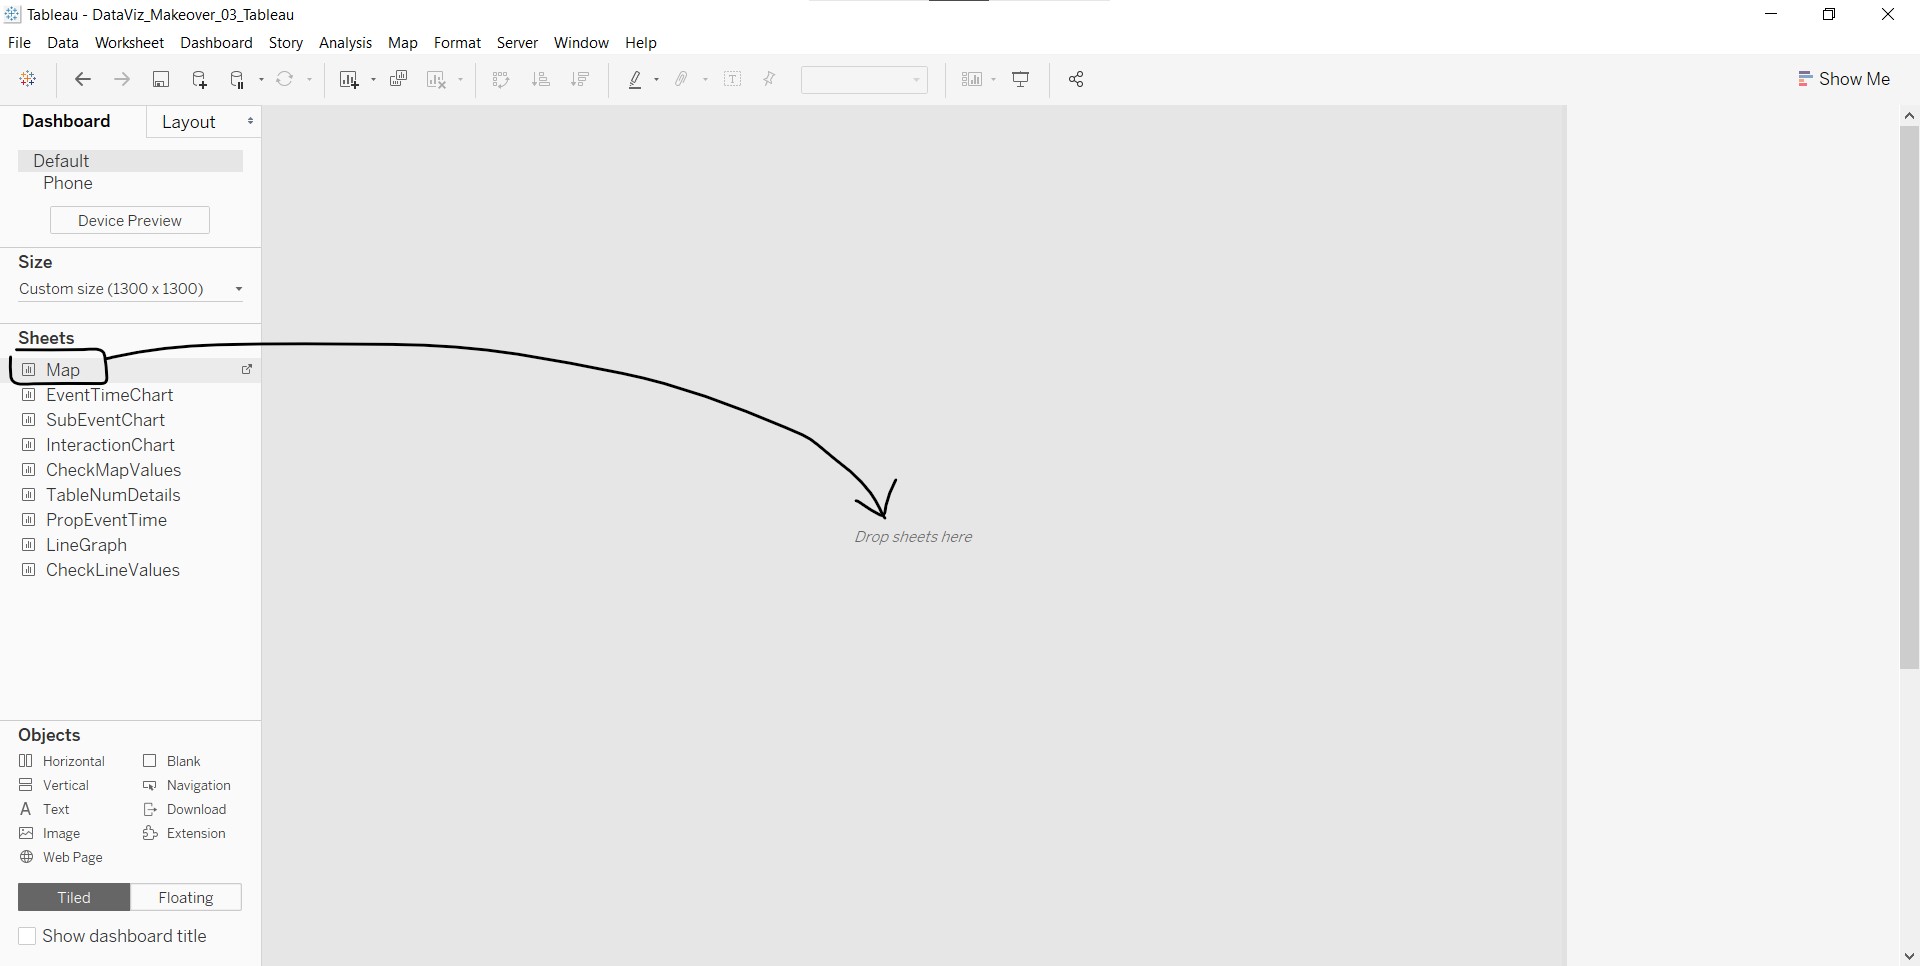 Tableau - DataViz_Makeover_03_Tableau
File Data Worksheet Dashboard Story Analysis Map Format Server Window Help
Show Me
Dashboard Layout
Default
Phone
Device Preview
Size
Custom size (1300 x 1300)
Sheets
Map
EventTimeChart
SubEventChart
InteractionChart
CheckMapValues
TableNumDetails
PropEventTime
LineGraph
CheckLineValues
Drop sheets here
Objects
Horizontal Blank
Vertical Navigation
Text Download
Image Extension
Web Page
Tiled Floating
Show dashboard title